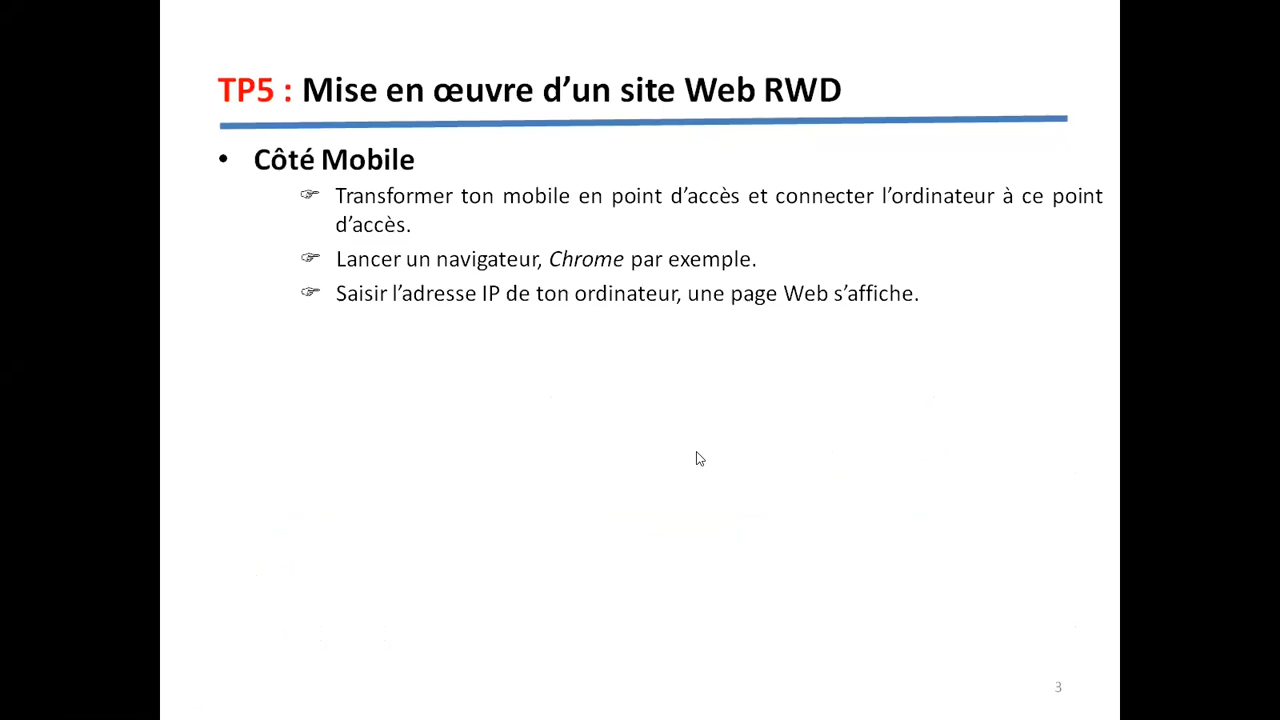 TP5 : Mise en œuvre d’un site Web RWD
• Côté Mobile
☞ Transformer ton mobile en point d’accès et connecter l’ordinateur à ce point
d’accès.
☞ Lancer un navigateur, Chrome par exemple.
☞ Saisir l’adresse IP de ton ordinateur, une page Web s’affiche.
3